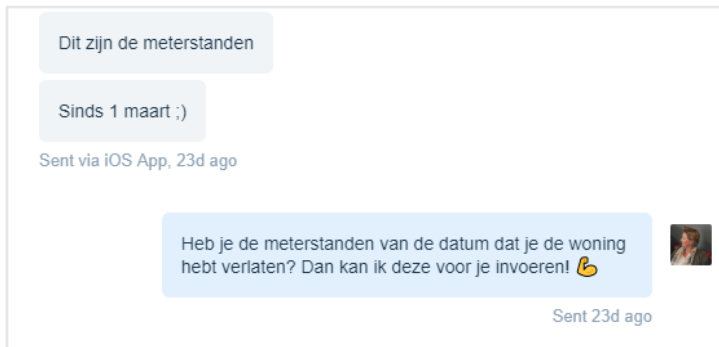 Dit zijn de meterstanden
Sinds 1 maart ;)
Sent via iOS App, 23d ago
Heb je de meterstanden van de datum dat je de woning
hebt verlaten? Dan kan ik deze voor je invoeren! 💪
Sent 23d ago